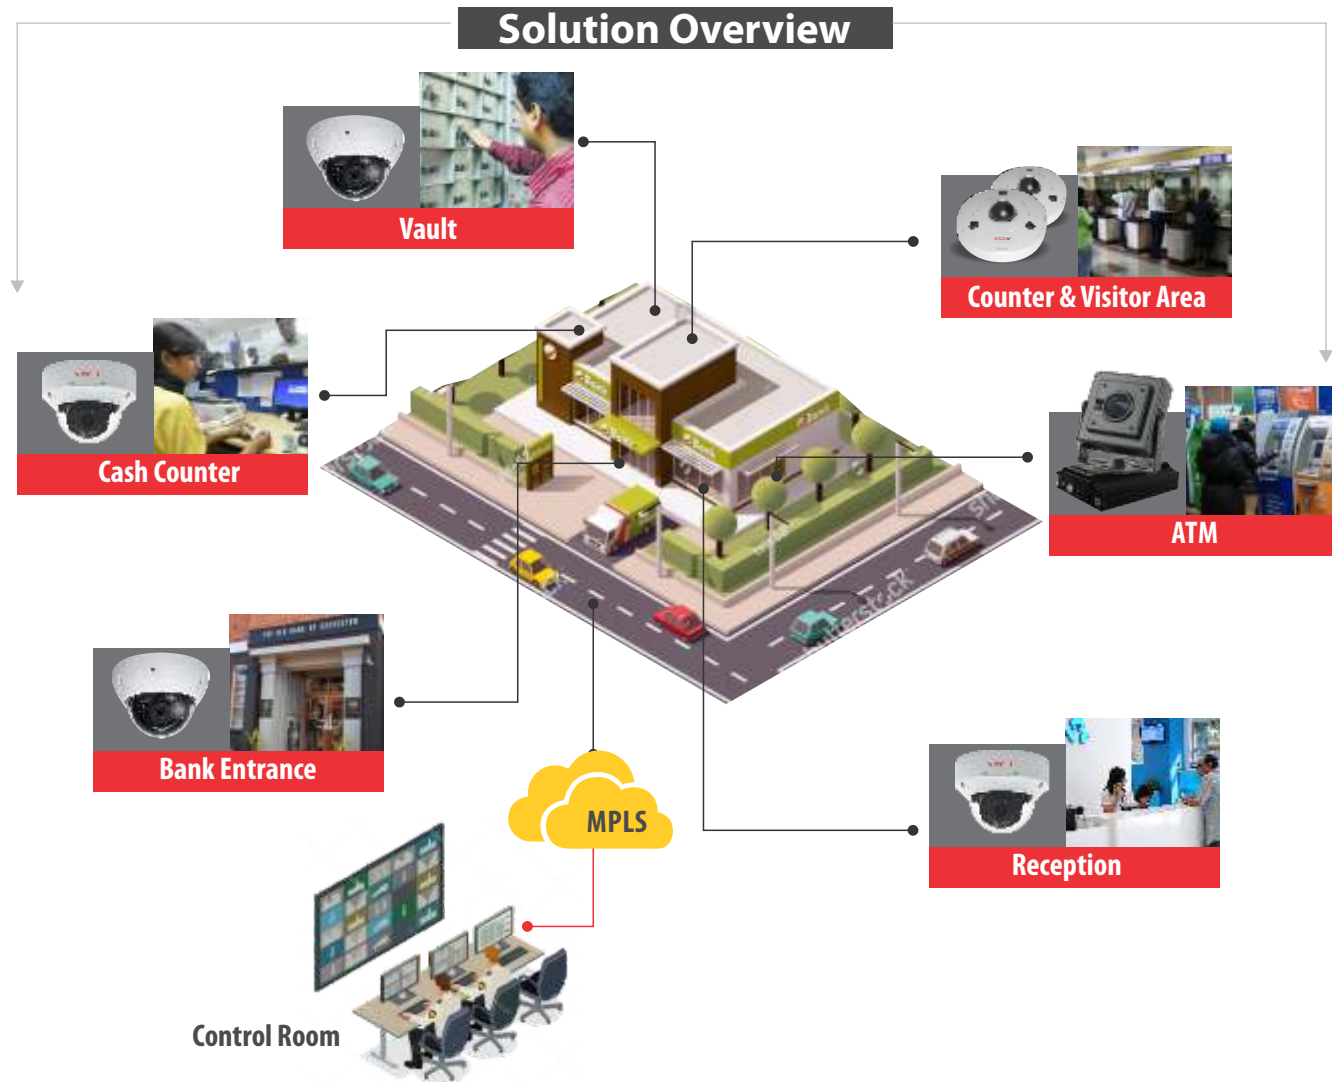 Solution Overview
Vault
Counter & Visitor Area
Cash Counter
ATM
Bank Entrance
MPLS
Reception
Control Room